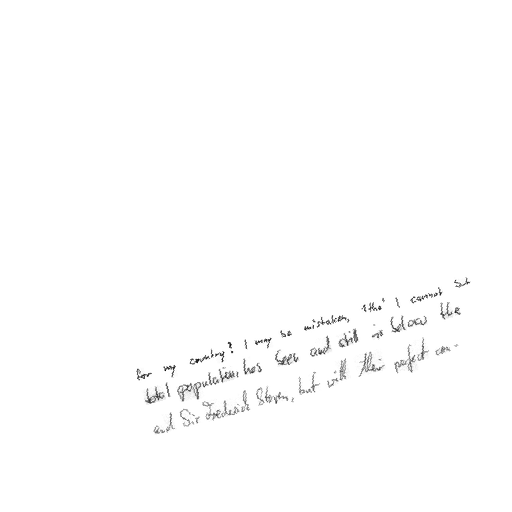 for my country? I may be mistaken, tho' I cannot but
total population has been and still is below the
and Sir Frederick Steven, but with their perfect con-